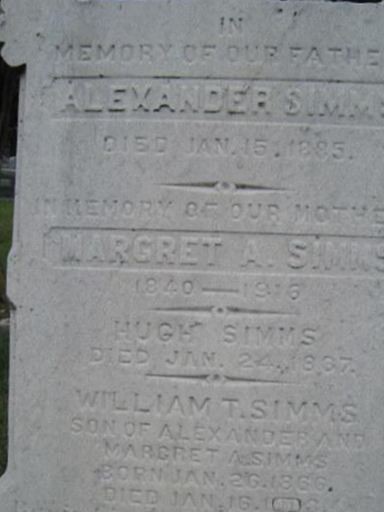 IN
MEMORY OF OUR FATHE
ALEXANDER SIMMS
DIED JAN. 15, 1885.
IN MEMORY OF OUR MOTHE
MARGRET A. SIMMS
1840 — 1916
HUGH SIMMS
DIED JAN. 24, 1867.
WILLIAM T. SIMMS
SON OF ALEXANDER AND
MARGRET A. SIMMS
BORN JAN. 26. 1866.
DIED JAN. 16.